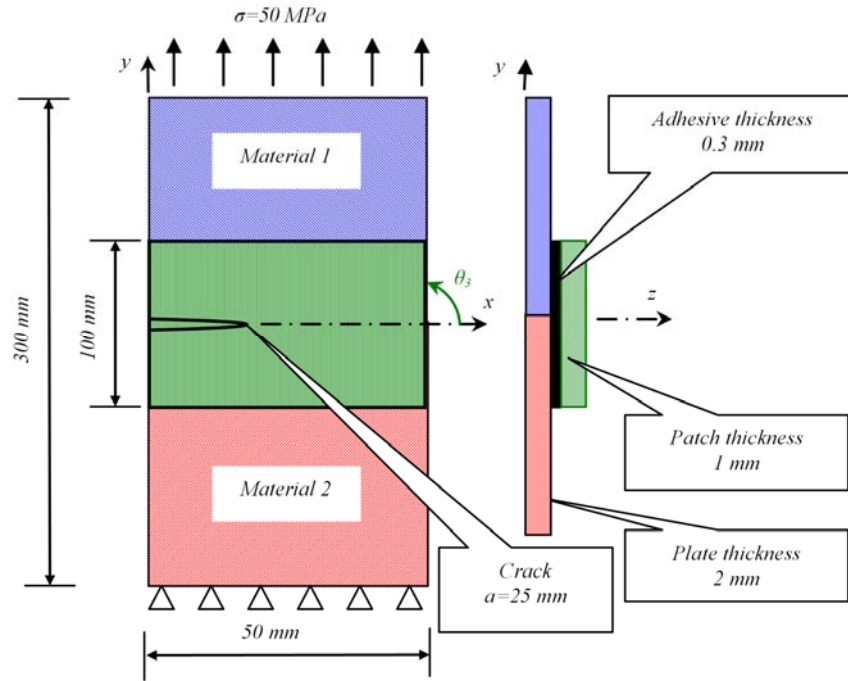 σ=50 MPa
y
y
Adhesive thickness
0.3 mm
Material 1
θ₃
x
z
300 mm
100 mm
Patch thickness
1 mm
Material 2
Crack
a=25 mm
Plate thickness
2 mm
50 mm